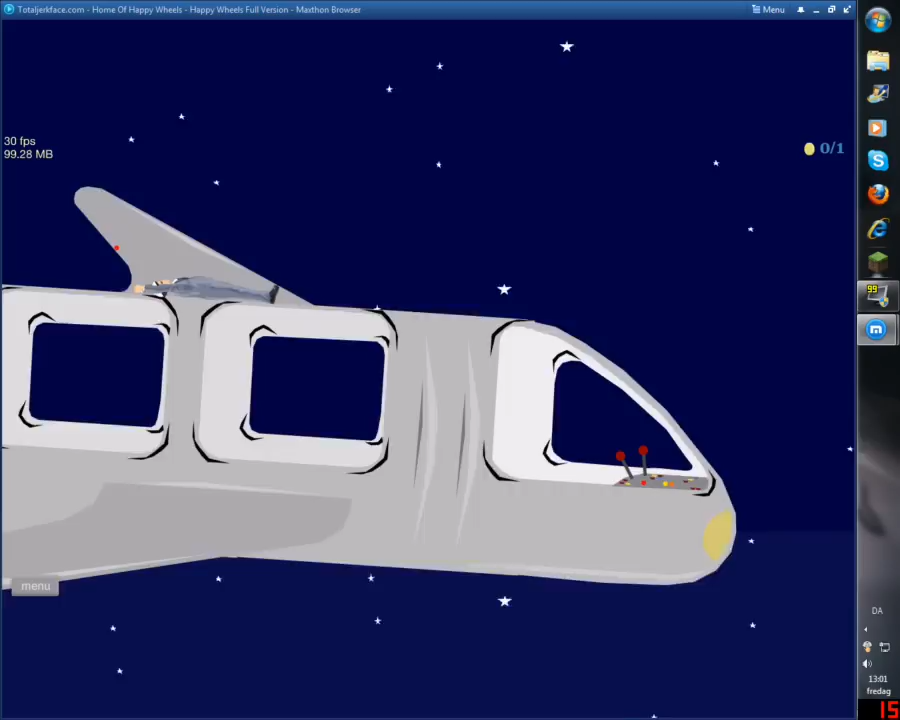 Totaljerkface.com - Home Of Happy Wheels - Happy Wheels Full Version - Maxthon Browser
Menu
30 fps
99.28 MB
0/1
99
menu
DA
13:01
fredag
15